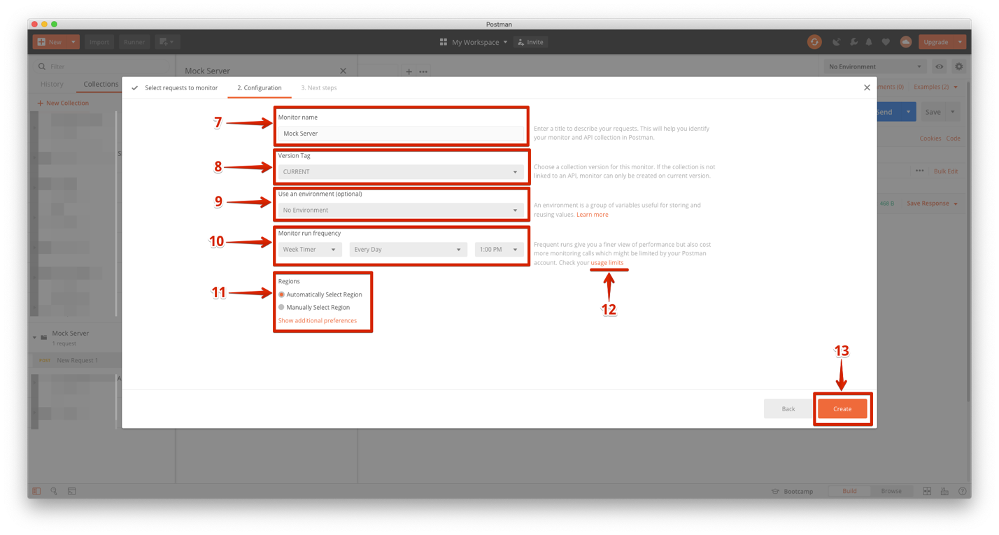 Postman
New
Import
Runner
My Workspace
Invite
Upgrade
Filter
History
Collections
New Collection
Mock Server
No Environment
Examples (2)
Send
Save
Cookies Code
Bulk Edit
466 B
Save Response
Mock Server
1 request
POST New Request 1
Select requests to monitor
2. Configuration
3. Next steps
7
Monitor name
Mock Server
Enter a title to describe your requests. This will help you identify
your monitor and API collection in Postman.
8
Version Tag
CURRENT
Choose a collection version for this monitor. If the collection is not
linked to an API, monitor can only be created on current version.
9
Use an environment (optional)
No Environment
An environment is a group of variables useful for storing and
reusing values. Learn more
10
Monitor run frequency
Week Timer
Every Day
1:00 PM
Frequent runs give you a finer view of performance but also cost
more monitoring calls which might be limited by your Postman
account. Check your usage limits
11
Regions
Automatically Select Region
Manually Select Region
Show additional preferences
12
13
Back
Create
Bootcamp
Build
Browse